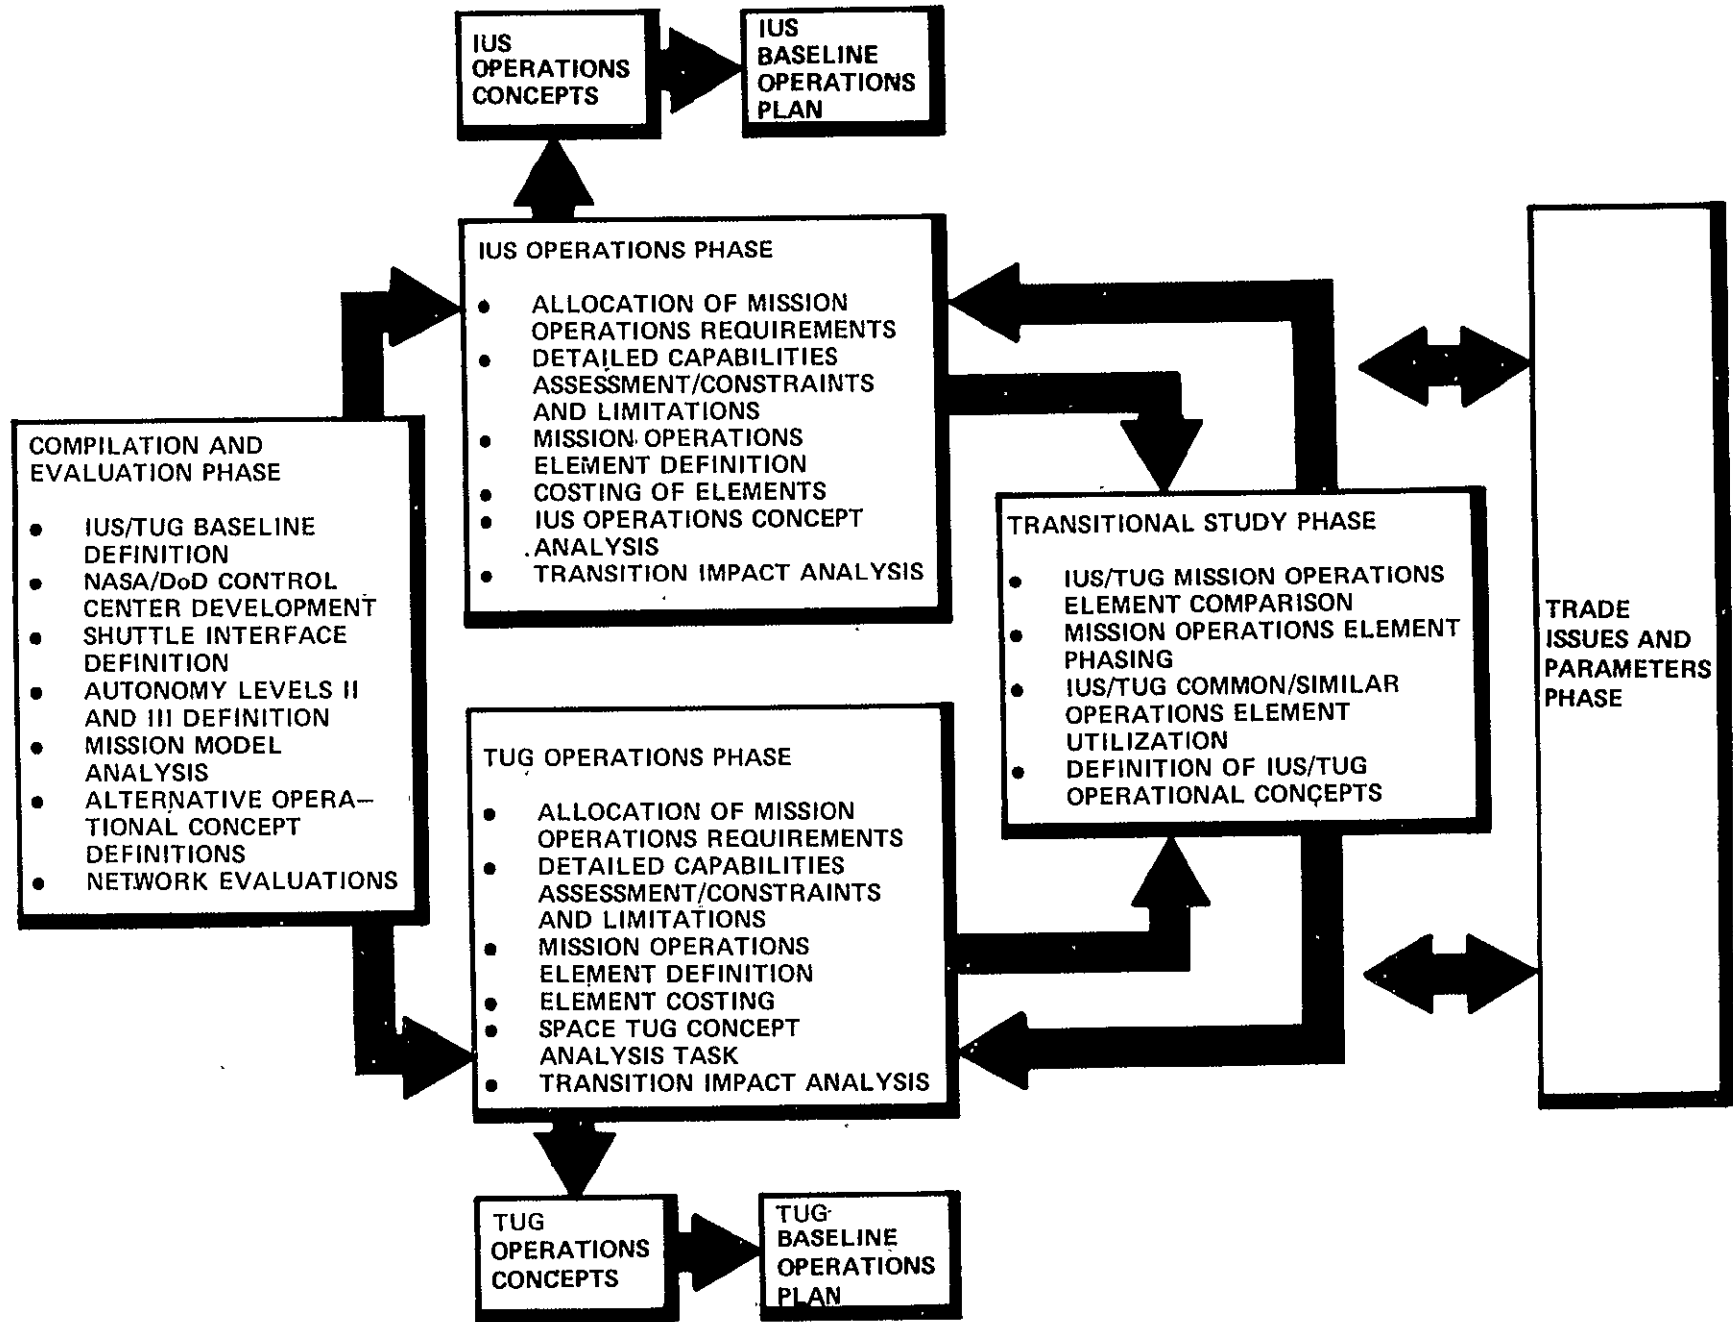 IUS
OPERATIONS
CONCEPTS
IUS
BASELINE
OPERATIONS
PLAN
IUS OPERATIONS PHASE
• ALLOCATION OF MISSION
OPERATIONS REQUIREMENTS
• DETAILED CAPABILITIES
ASSESSMENT/CONSTRAINTS
AND LIMITATIONS
• MISSION OPERATIONS
ELEMENT DEFINITION
• COSTING OF ELEMENTS
• IUS OPERATIONS CONCEPT
ANALYSIS
• TRANSITION IMPACT ANALYSIS
COMPILATION AND
EVALUATION PHASE
• IUS/TUG BASELINE
DEFINITION
• NASA/DoD CONTROL
CENTER DEVELOPMENT
• SHUTTLE INTERFACE
DEFINITION
• AUTONOMY LEVELS II
AND III DEFINITION
• MISSION MODEL
ANALYSIS
• ALTERNATIVE OPERA–
TIONAL CONCEPT
DEFINITIONS
• NETWORK EVALUATIONS
TRANSITIONAL STUDY PHASE
• IUS/TUG MISSION OPERATIONS
ELEMENT COMPARISON
• MISSION OPERATIONS ELEMENT
PHASING
• IUS/TUG COMMON/SIMILAR
OPERATIONS ELEMENT
UTILIZATION
• DEFINITION OF IUS/TUG
OPERATIONAL CONCEPTS
TRADE
ISSUES AND
PARAMETERS
PHASE
TUG OPERATIONS PHASE
• ALLOCATION OF MISSION
OPERATIONS REQUIREMENTS
• DETAILED CAPABILITIES
ASSESSMENT/CONSTRAINTS
AND LIMITATIONS
• MISSION OPERATIONS
ELEMENT DEFINITION
• ELEMENT COSTING
• SPACE TUG CONCEPT
ANALYSIS TASK
• TRANSITION IMPACT ANALYSIS
TUG
OPERATIONS
CONCEPTS
TUG
BASELINE
OPERATIONS
PLAN